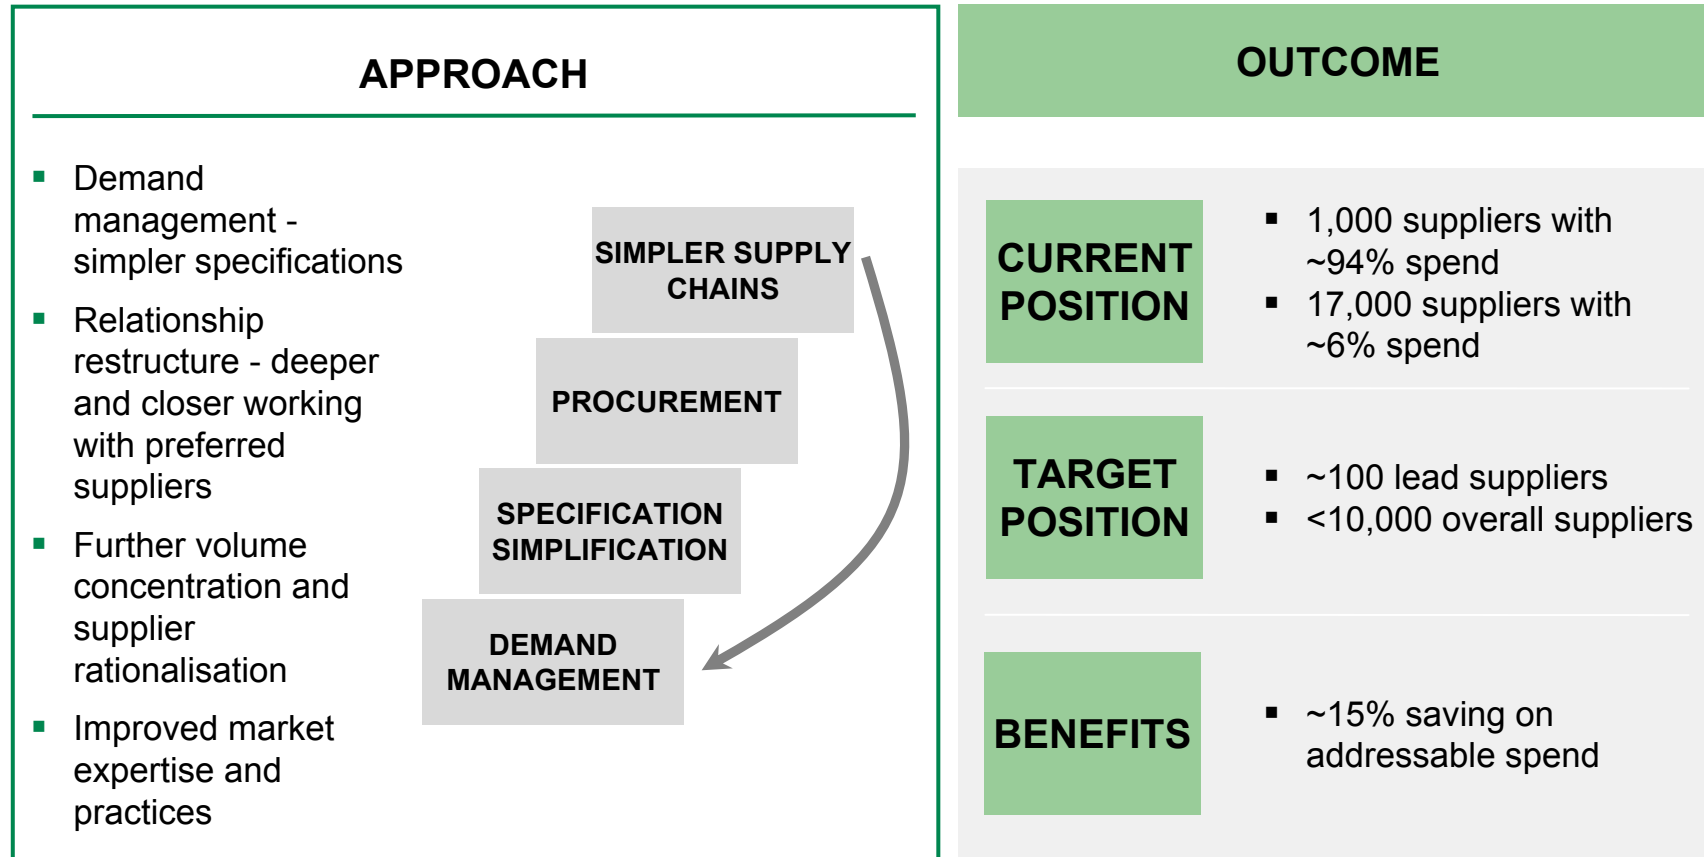 APPROACH
▪ Demand
management -
simpler specifications
▪ Relationship
restructure - deeper
and closer working
with preferred
suppliers
▪ Further volume
concentration and
supplier
rationalisation
▪ Improved market
expertise and
practices
SIMPLER SUPPLY
CHAINS
PROCUREMENT
SPECIFICATION
SIMPLIFICATION
DEMAND
MANAGEMENT
OUTCOME
CURRENT
POSITION
▪ 1,000 suppliers with
~94% spend
▪ 17,000 suppliers with
~6% spend
TARGET
POSITION
▪ ~100 lead suppliers
▪ <10,000 overall suppliers
BENEFITS
▪ ~15% saving on
addressable spend